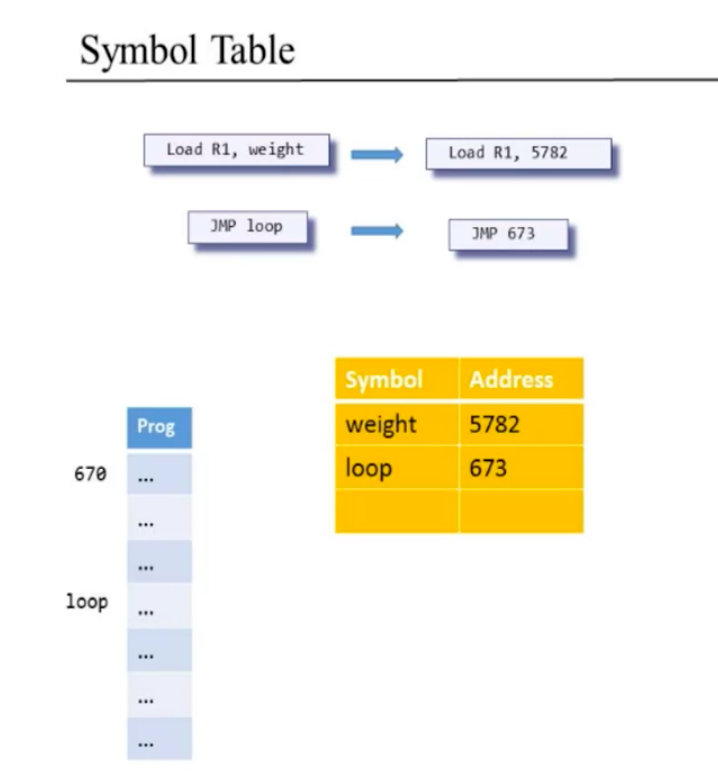 Symbol Table
Load R1, weight
Load R1, 5782
JMP loop
JMP 673
Symbol Address
weight 5782
loop 673
Prog
670 ...
...
...
loop ...
...
...
...